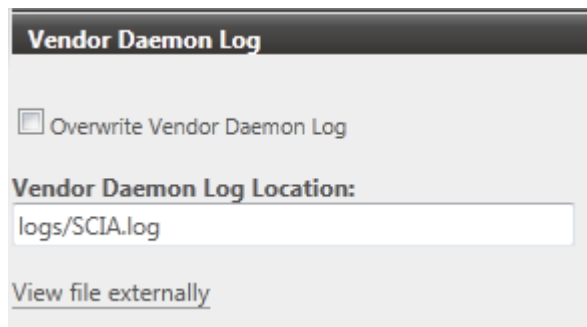 Vendor Daemon Log
Overwrite Vendor Daemon Log
Vendor Daemon Log Location:
logs/SCIA.log
View file externally